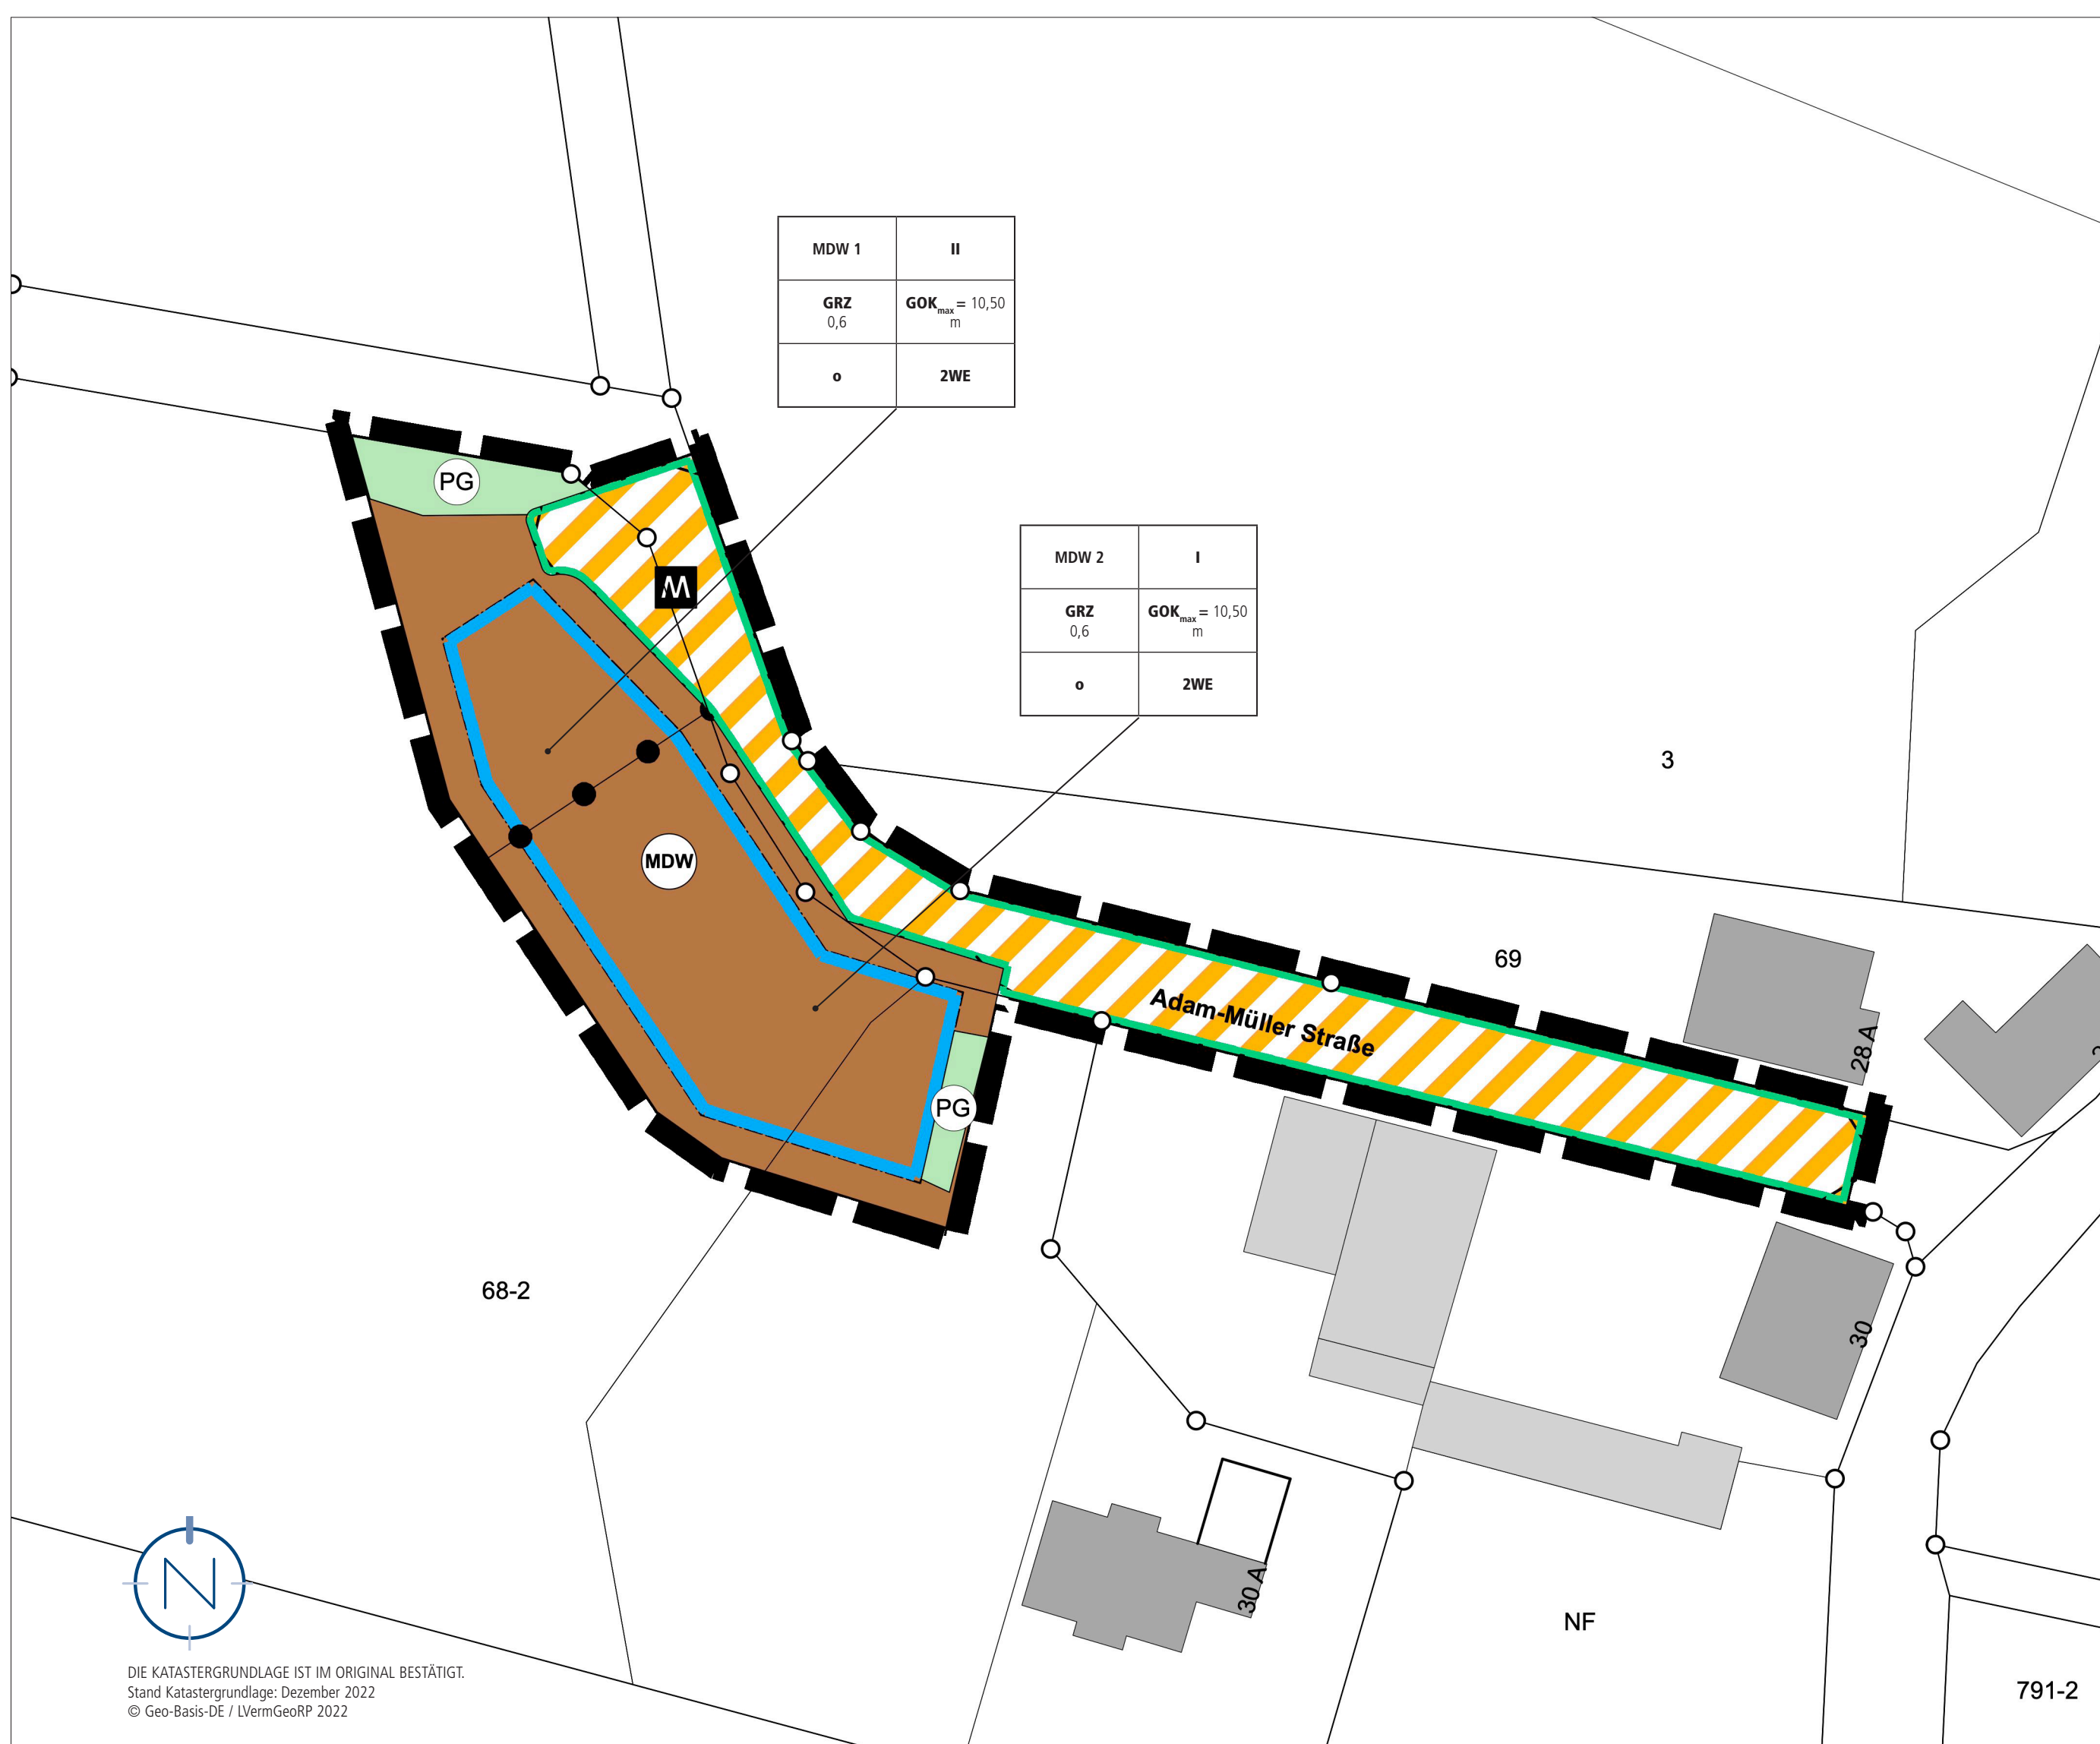 MDW 1
II
GRZ
0,6
GOKmax = 10,50
m
o
2WE
PG
MDW 2
I
GRZ
0,6
GOKmax = 10,50
m
o
2WE
3
MDW
69
Adam-Müller Straße
28 A
PG
68-2
30
30 A
NF
791-2
N
DIE KATASTERGRUNDLAGE IST IM ORIGINAL BESTÄTIGT.
Stand Katastergrundlage: Dezember 2022
© Geo-Basis-DE / LVermGeoRP 2022